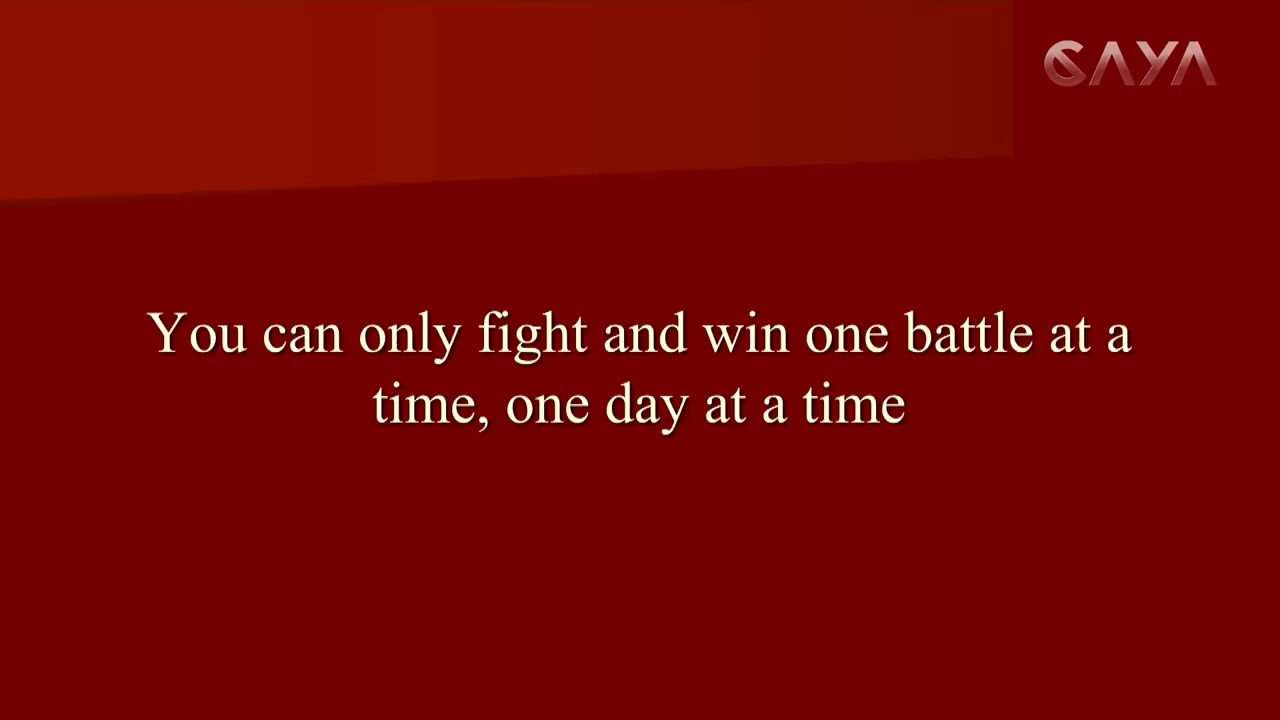 GAYA
You can only fight and win one battle at a
time, one day at a time